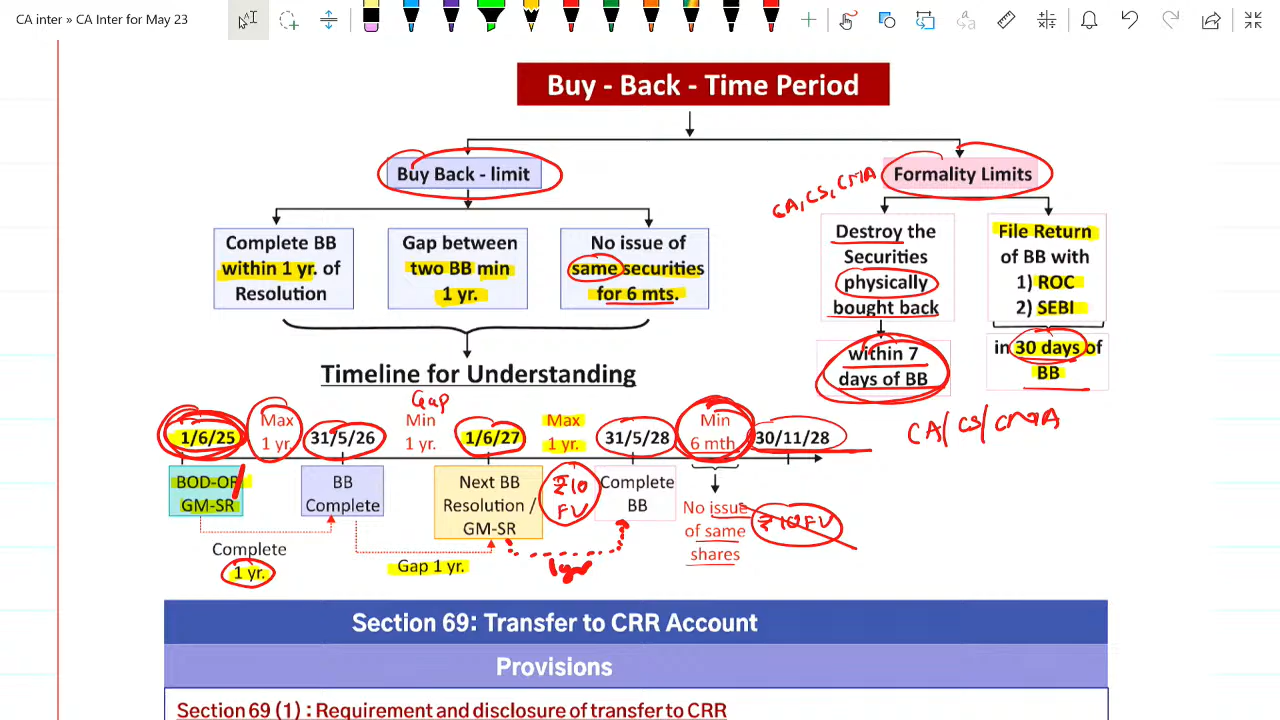 CA inter » CA Inter for May 23
Buy - Back - Time Period
Buy Back - limit
Formality Limits
CA, CS, CMA
Complete BB
within 1 yr. of
Resolution
Gap between
two BB min
1 yr.
No issue of
same securities
for 6 mts.
Destroy the
Securities
physically
bought back
within 7
days of BB
File Return
of BB with
1) ROC
2) SEBI
in 30 days of
BB
CA/ CS/ CMA
Timeline for Understanding
Gap
1/6/25
Max
1 yr.
31/5/26
Min
1 yr.
1/6/27
Max
1 yr.
31/5/28
Min
6 mth
30/11/28
BOD-OR
GM-SR
BB
Complete
Next BB
Resolution /
GM-SR
₹10
FV
Complete
BB
No issue
of same
shares
₹10 FV
Complete
1 yr.
Gap 1 yr.
1 year
Section 69: Transfer to CRR Account
Provisions
Section 69 (1) : Requirement and disclosure of transfer to CRR